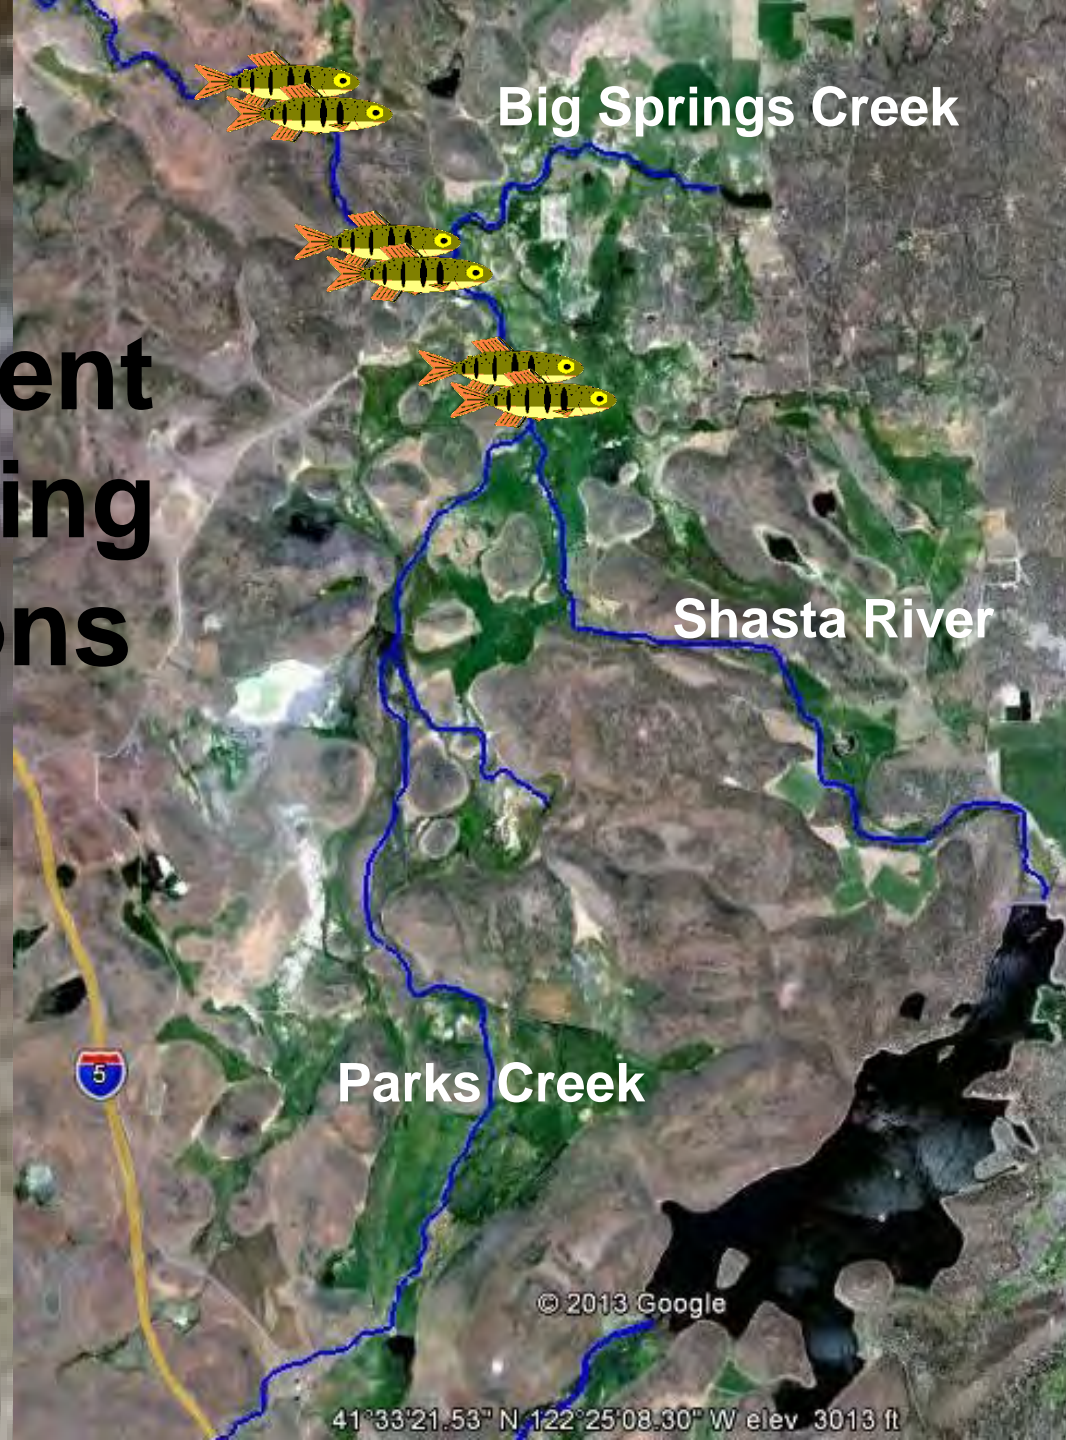 Big Springs Creek
ent
ing
ons
Shasta River
5
Parks Creek
© 2013 Google
41°33'21.53" N 122°25'08.30" W elev 3013 ft